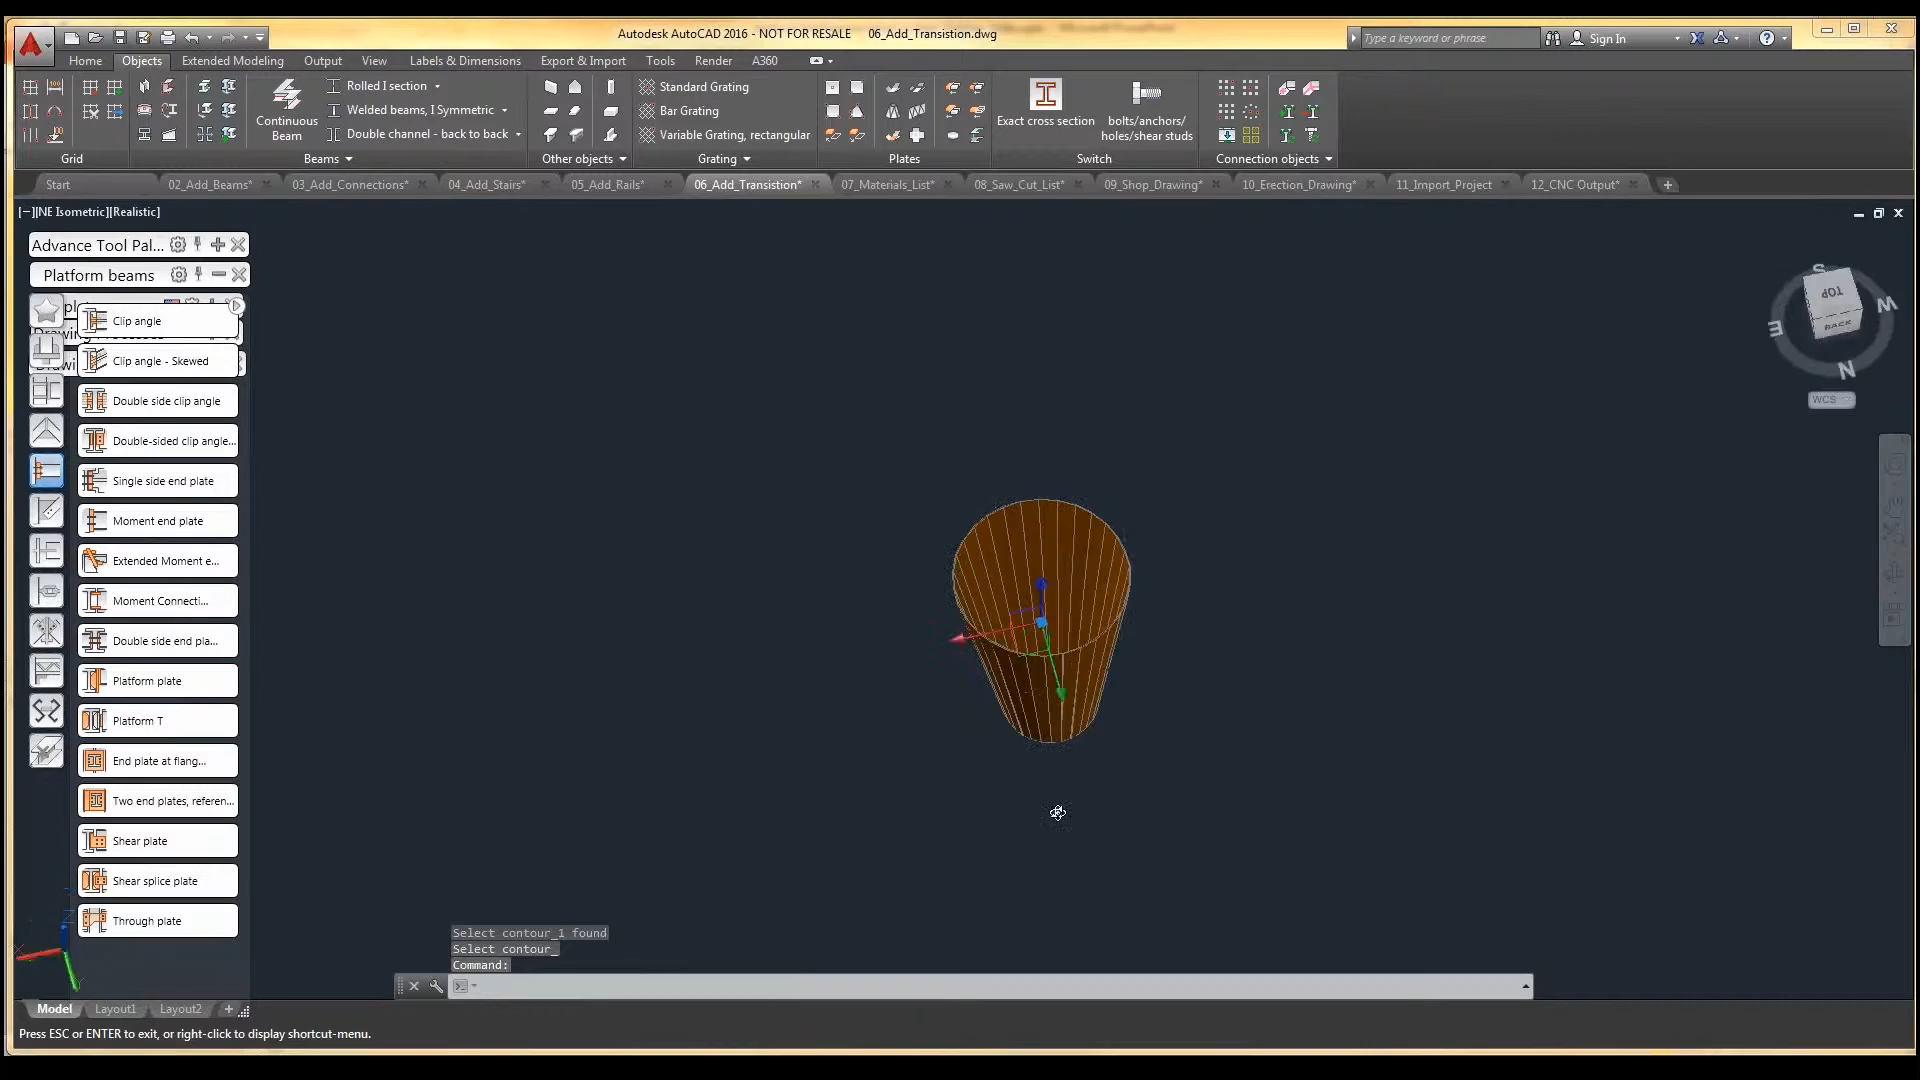 Autodesk AutoCAD 2016 - NOT FOR RESALE 06_Add_Transistion.dwg
Type a keyword or phrase
Sign In
Home Objects Extended Modeling Output View Labels & Dimensions Export & Import Tools Render A360
Rolled I section
Welded beams, I Symmetric
Double channel - back to back
Continuous
Beam
Standard Grating
Bar Grating
Variable Grating, rectangular
Exact cross section
bolts/anchors/
holes/shear studs
Grid Beams Other objects Grating Plates Switch Connection objects
Start 02_Add_Beams* 03_Add_Connections* 04_Add_Stairs* 05_Add_Rails* 06_Add_Transistion* 07_Materials_List* 08_Saw_Cut_List* 09_Shop_Drawing* 10_Erection_Drawing* 11_Import_Project 12_CNC Output*
[−][NE Isometric][Realistic]
Advance Tool Pal...
Platform beams
Clip angle
Clip angle - Skewed
Double side clip angle
Double-sided clip angle...
Single side end plate
Moment end plate
Extended Moment e...
Moment Connecti...
Double side end pla...
Platform plate
Platform T
End plate at flang...
Two end plates, referen...
Shear plate
Shear splice plate
Through plate
S
W
TOP
BACK
E
N
WCS
Z
X
Select contour_1 found
Select contour_
Command:
Model Layout1 Layout2
Press ESC or ENTER to exit, or right-click to display shortcut-menu.